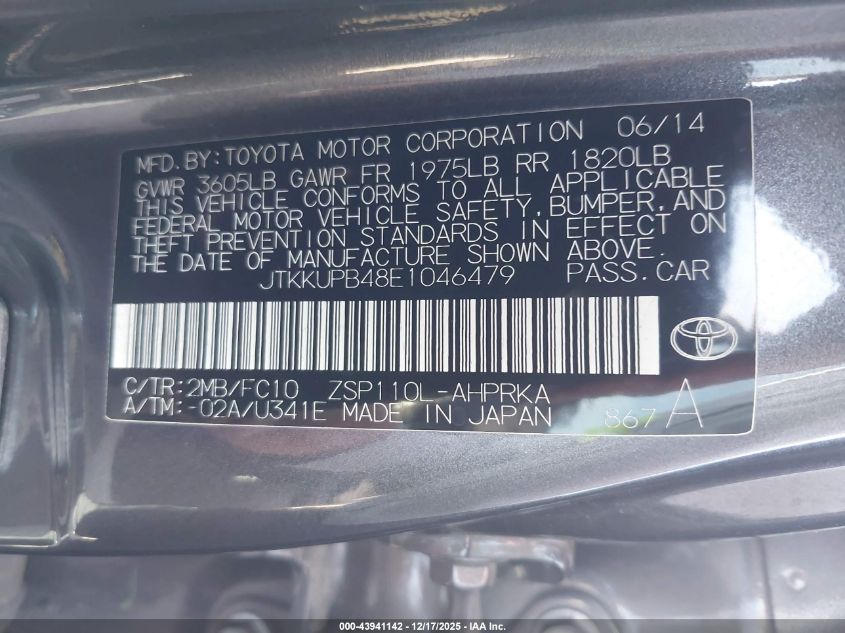 MFD. BY: TOYOTA MOTOR CORPORATION 06/14
GVWR 3605LB GAWR FR 1975LB RR 1820LB
THIS VEHICLE CONFORMS TO ALL APPLICABLE
FEDERAL MOTOR VEHICLE SAFETY, BUMPER, AND
THEFT PREVENTION STANDARDS IN EFFECT ON
THE DATE OF MANUFACTURE SHOWN ABOVE.
JTKKUPB48E1046479 PASS.CAR
C/TR:2MB/FC10 ZSP110L-AHPRKA
A/TM:-02A/U341E MADE IN JAPAN 867 A
000-43941142 - 12/17/2025 - IAA Inc.